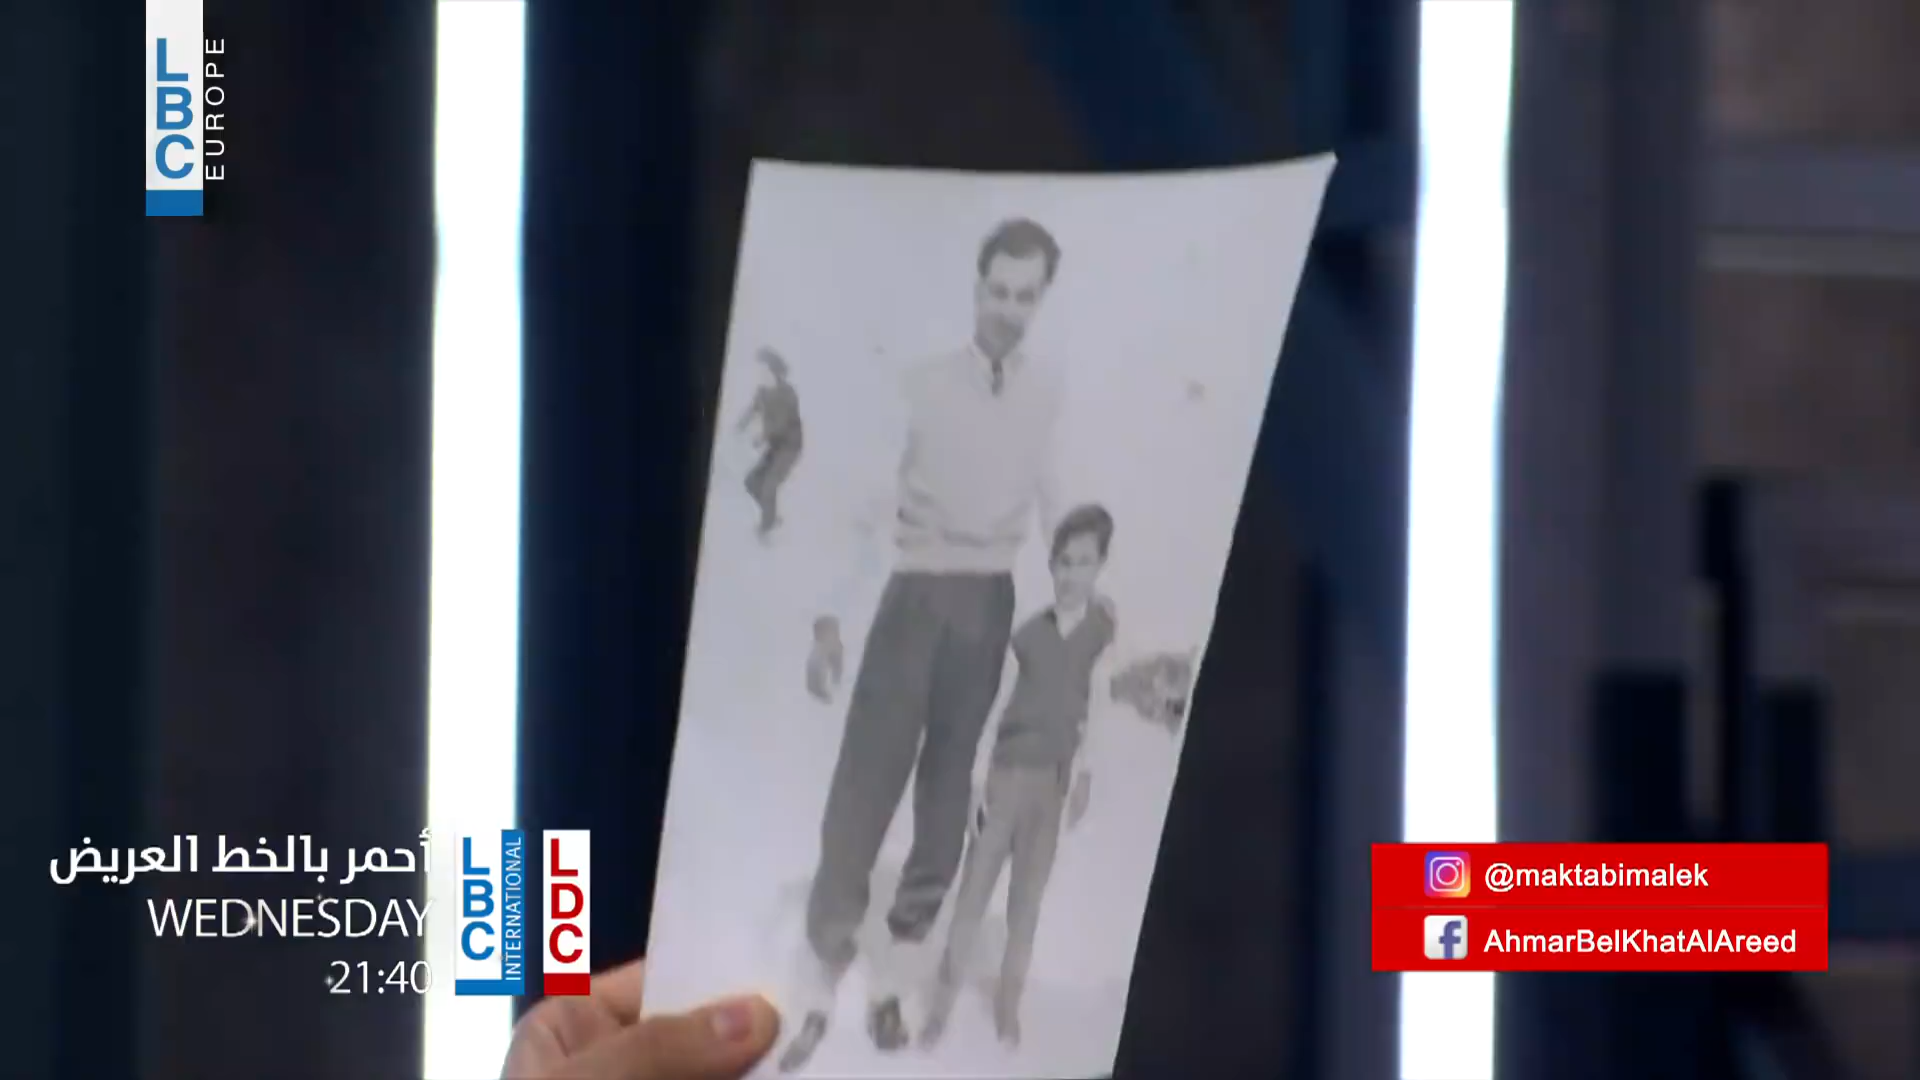 LBC
EUROPE
أحمر بالخط العريض
WEDNESDAY
21:40
LBC
INTERNATIONAL
LDC
@maktabimalek
AhmarBelKhatAlAreed